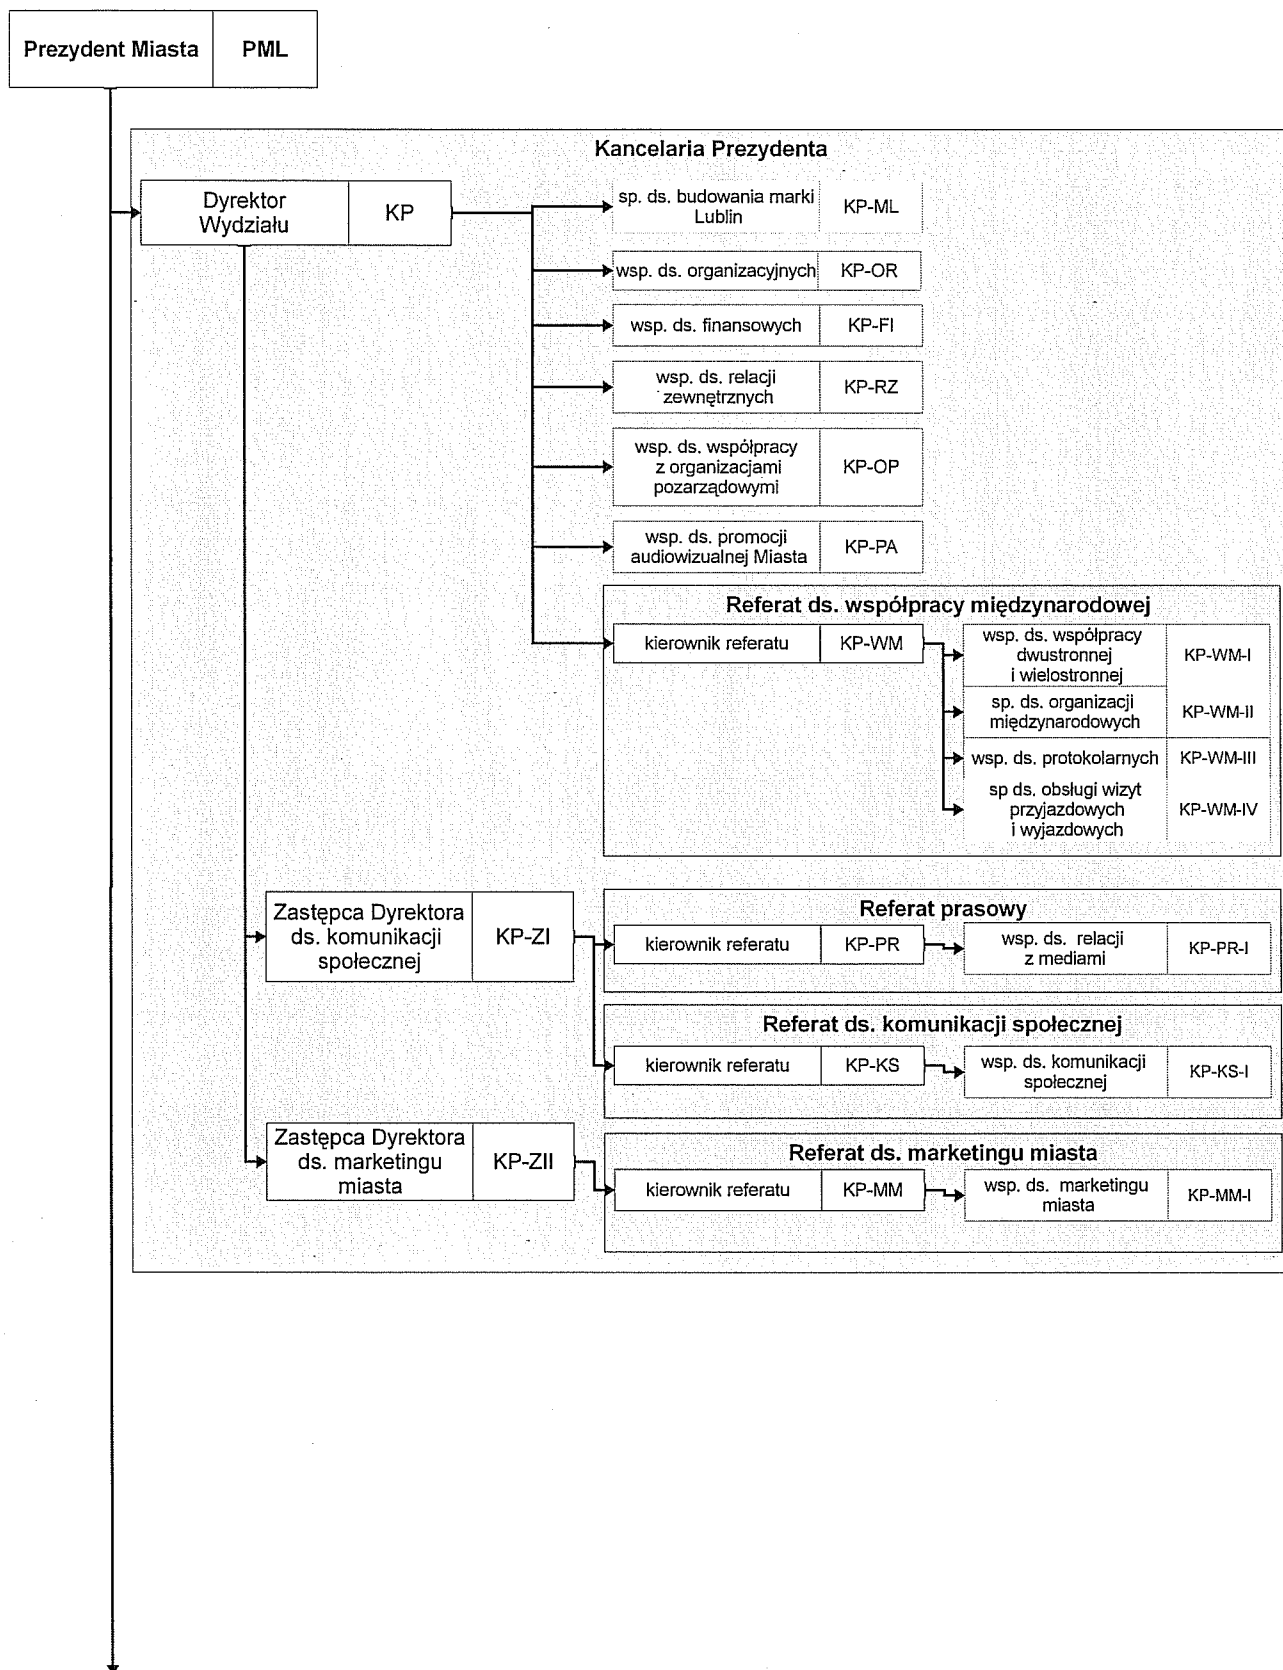 Prezydent Miasta PML
Kancelaria Prezydenta
Dyrektor
Wydziału
KP
sp. ds. budowania marki
Lublin
KP-ML
wsp. ds. organizacyjnych KP-OR
wsp. ds. finansowych KP-FI
wsp. ds. relacji
zewnętrznych
KP-RZ
wsp. ds. współpracy
z organizacjami
pozarządowymi
KP-OP
wsp. ds. promocji
audiowizualnej Miasta
KP-PA
Referat ds. współpracy międzynarodowej
kierownik referatu KP-WM
wsp. ds. współpracy
dwustronnej
i wielostronnej
KP-WM-I
sp. ds. organizacji
międzynarodowych
KP-WM-II
wsp. ds. protokolarnych KP-WM-III
sp ds. obsługi wizyt
przyjazdowych
i wyjazdowych
KP-WM-IV
Zastępca Dyrektora
ds. komunikacji
społecznej
KP-ZI
Referat prasowy
kierownik referatu KP-PR
wsp. ds. relacji
z mediami
KP-PR-I
Referat ds. komunikacji społecznej
kierownik referatu KP-KS
wsp. ds. komunikacji
społecznej
KP-KS-I
Zastępca Dyrektora
ds. marketingu
miasta
KP-ZII
Referat ds. marketingu miasta
kierownik referatu KP-MM
wsp. ds. marketingu
miasta
KP-MM-I